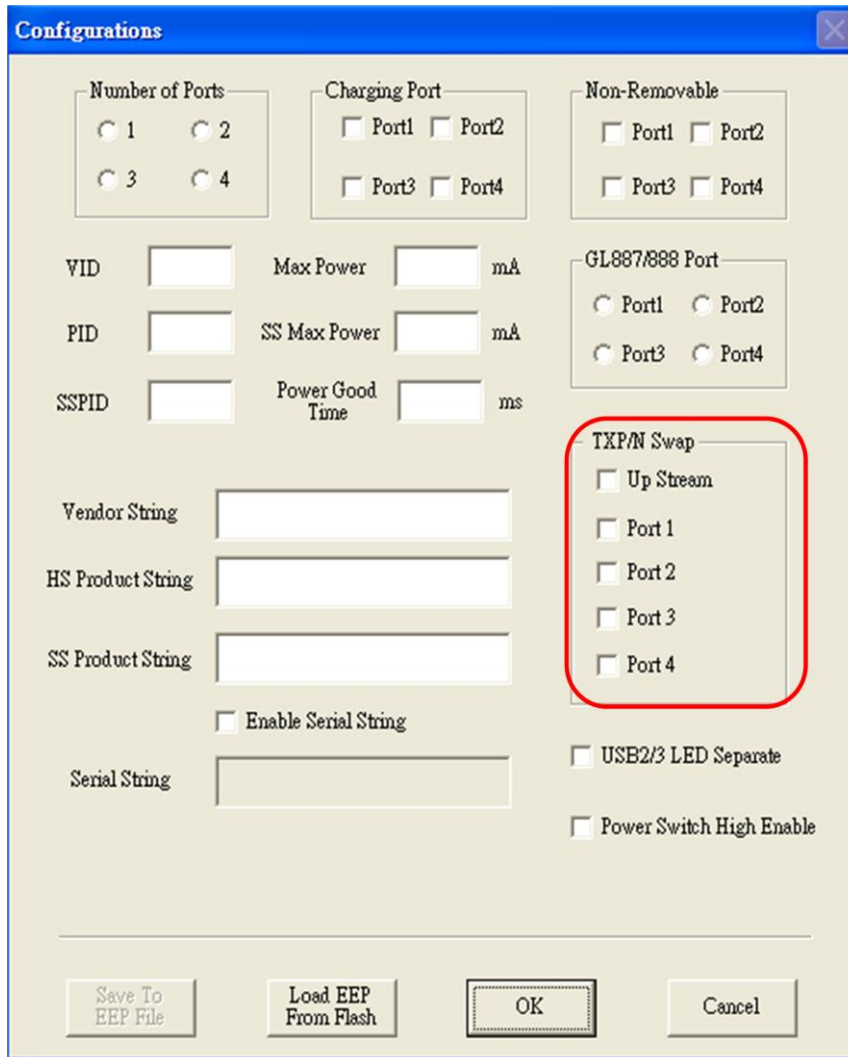 Configurations
Number of Ports
1 2
3 4
Charging Port
Port1 Port2
Port3 Port4
Non-Removable
Port1 Port2
Port3 Port4
VID
Max Power mA
PID
SS Max Power mA
SSPID
Power Good
Time
ms
GL887/888 Port
Port1 Port2
Port3 Port4
TXP/N Swap
Up Stream
Port 1
Port 2
Port 3
Port 4
Vendor String
HS Product String
SS Product String
Enable Serial String
Serial String
USB2/3 LED Separate
Power Switch High Enable
Save To
EEP File
Load EEP
From Flash
OK
Cancel